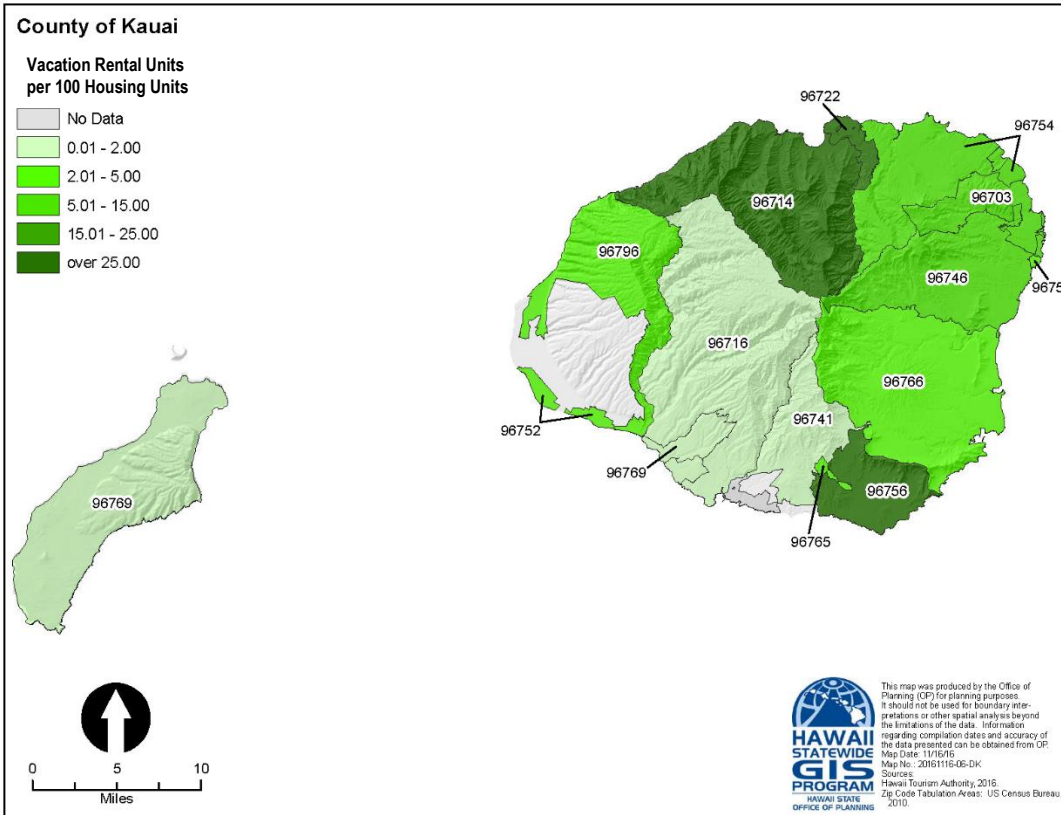 County of Kauai
Vacation Rental Units
per 100 Housing Units
No Data
0.01 - 2.00
2.01 - 5.00
5.01 - 15.00
15.01 - 25.00
over 25.00
96722
96754
96714
96703
96796
96746
9675
96716
96766
96741
96752
96769
96769
96756
96765
0 5 10
Miles
HAWAII
STATEWIDE
GIS
PROGRAM
HAWAII STATE
OFFICE OF PLANNING
This map was produced by the Office of
Planning (OP) for planning purposes.
It should not be used for boundary inter-
pretations or other spatial analysis beyond
the limitations of the data. Information
regarding compilation dates and accuracy of
the data presented can be obtained from OP.
Map Date: 11/16/16
Map No.: 20161116-06-DK
Sources:
Hawaii Tourism Authority, 2016.
Zip Code Tabulation Areas: US Census Bureau
2010.